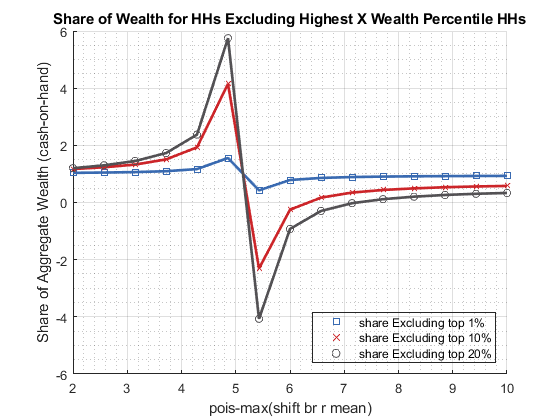 Share of Wealth for HHs Excluding Highest X Wealth Percentile HHs
6
4
2
0
-2
-4
-6
Share of Aggregate Wealth (cash-on-hand)
2 3 4 5 6 7 8 9 10
pois-max(shift br r mean)
share Excluding top 1%
share Excluding top 10%
share Excluding top 20%